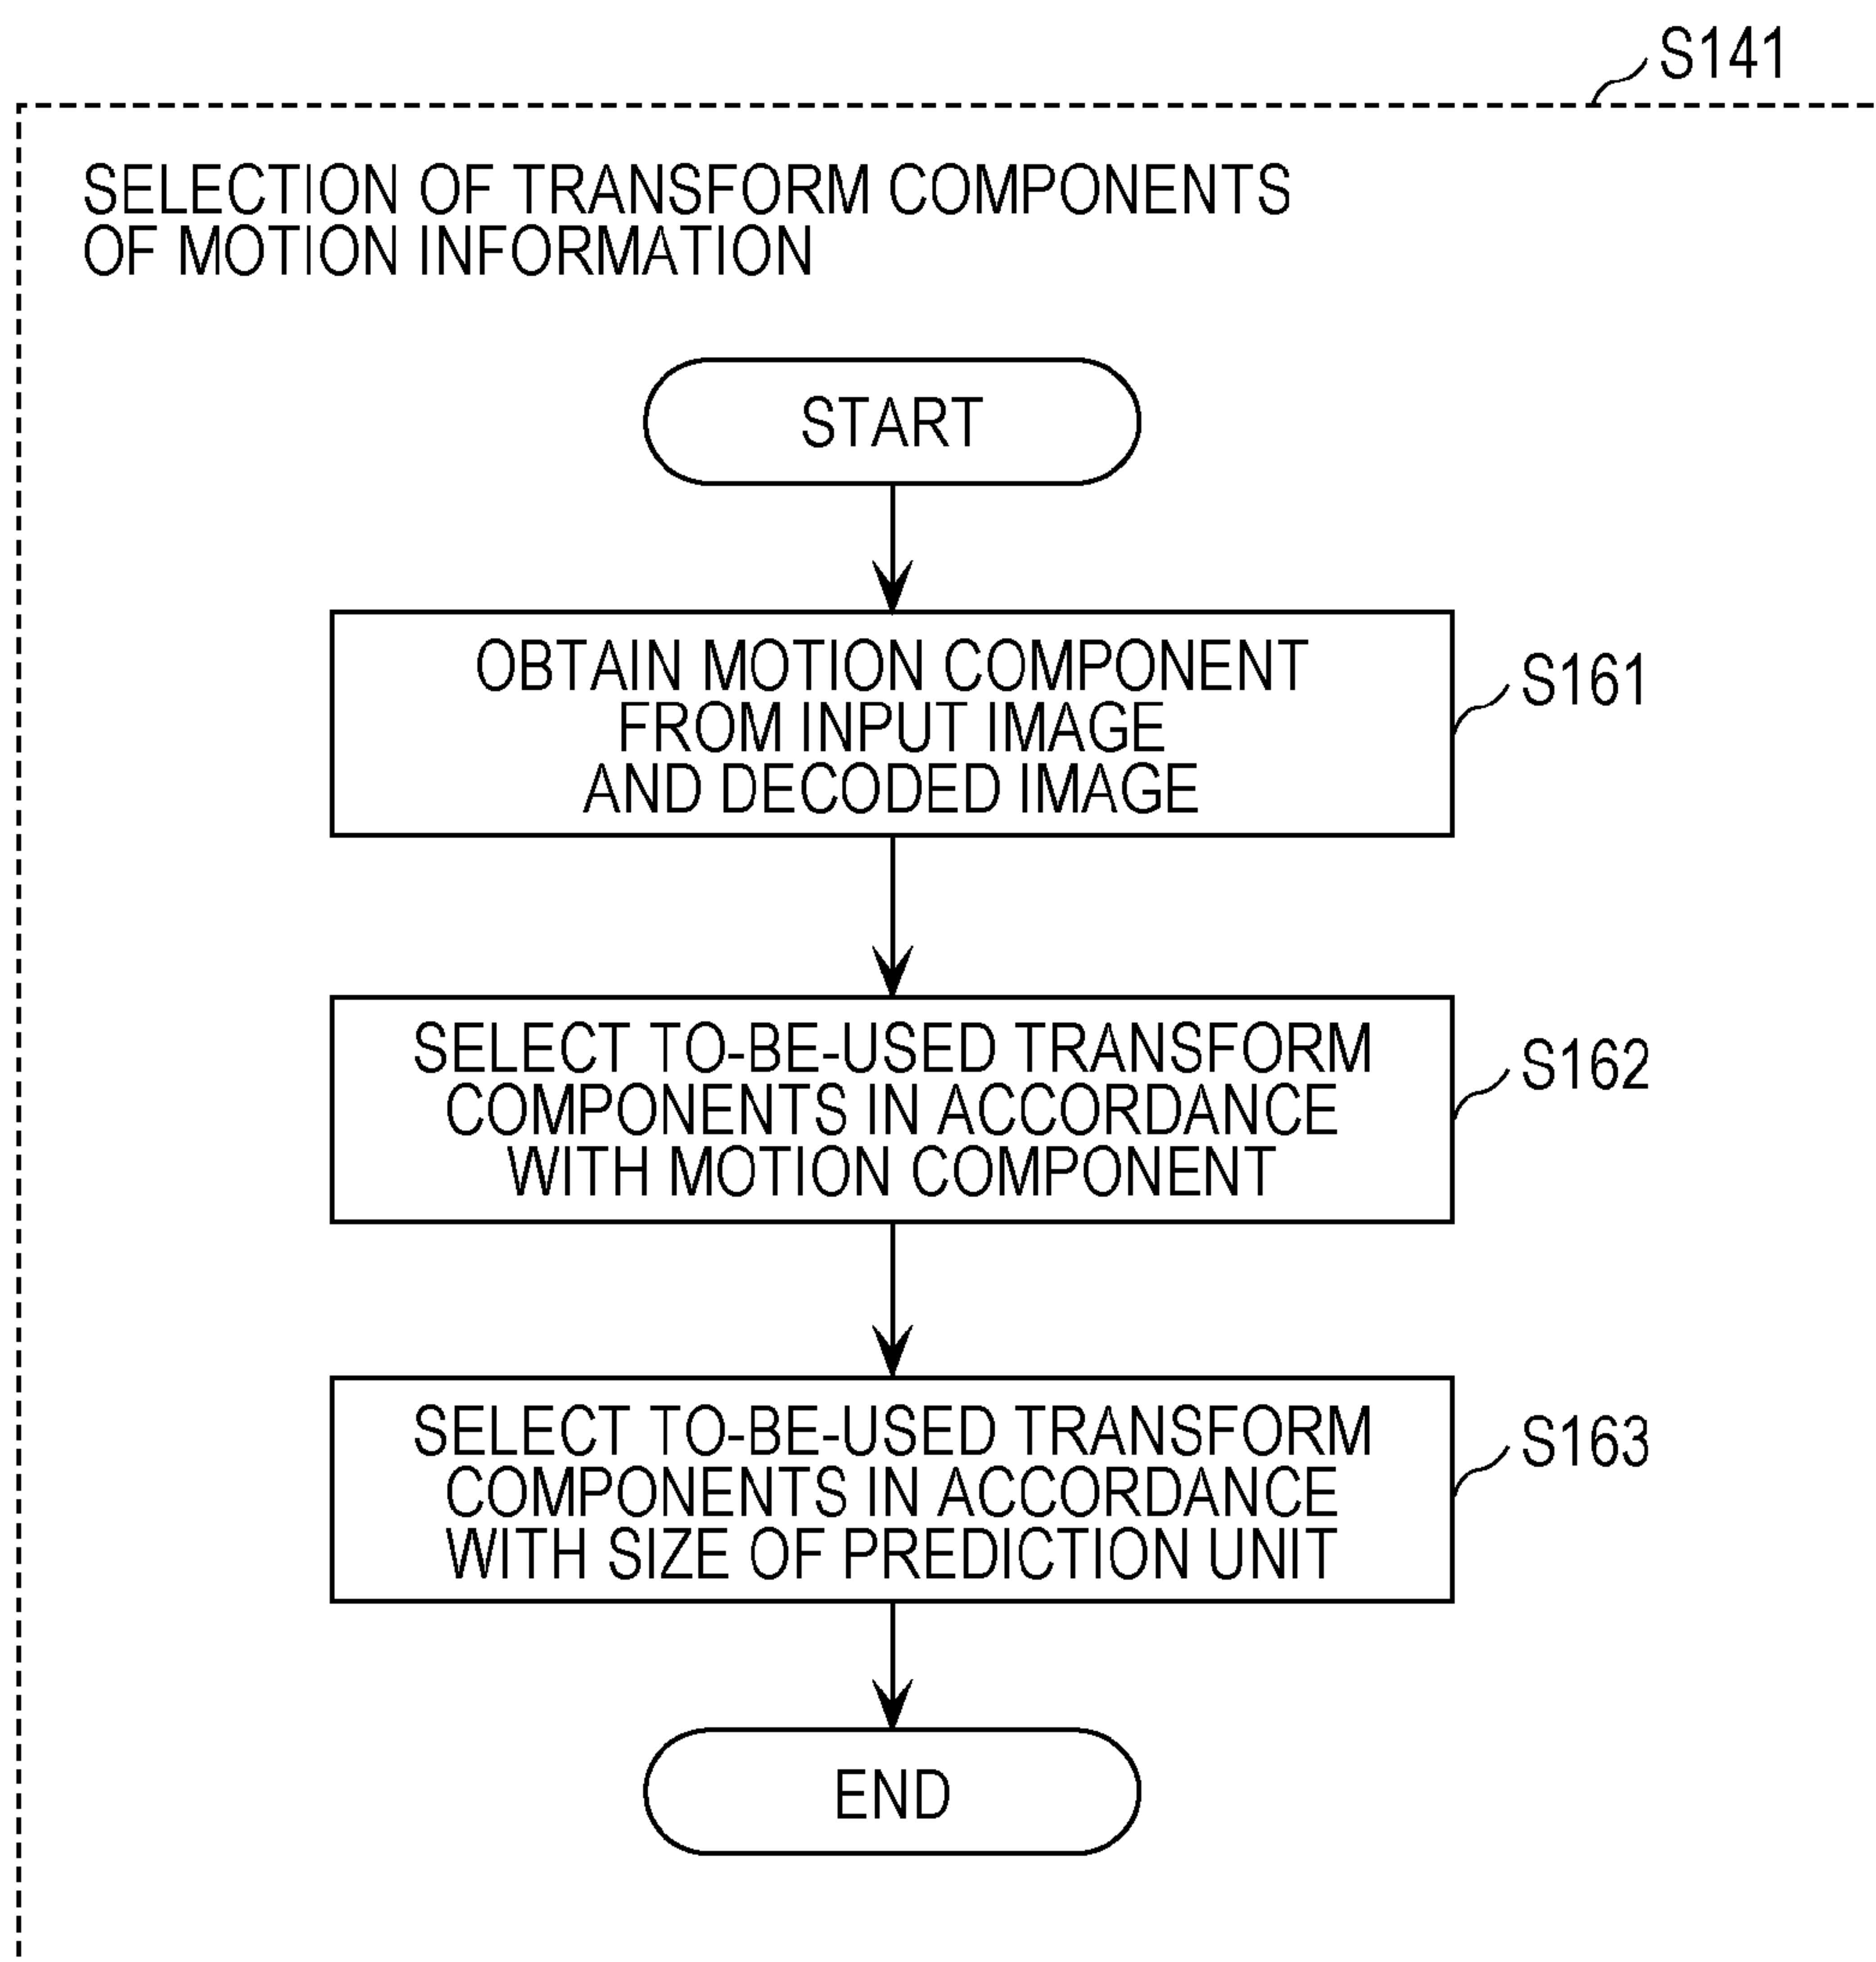 S141
SELECTION OF TRANSFORM COMPONENTS
OF MOTION INFORMATION
START
OBTAIN MOTION COMPONENT
FROM INPUT IMAGE
AND DECODED IMAGE
S161
SELECT TO-BE-USED TRANSFORM
COMPONENTS IN ACCORDANCE
WITH MOTION COMPONENT
S162
SELECT TO-BE-USED TRANSFORM
COMPONENTS IN ACCORDANCE
WITH SIZE OF PREDICTION UNIT
S163
END